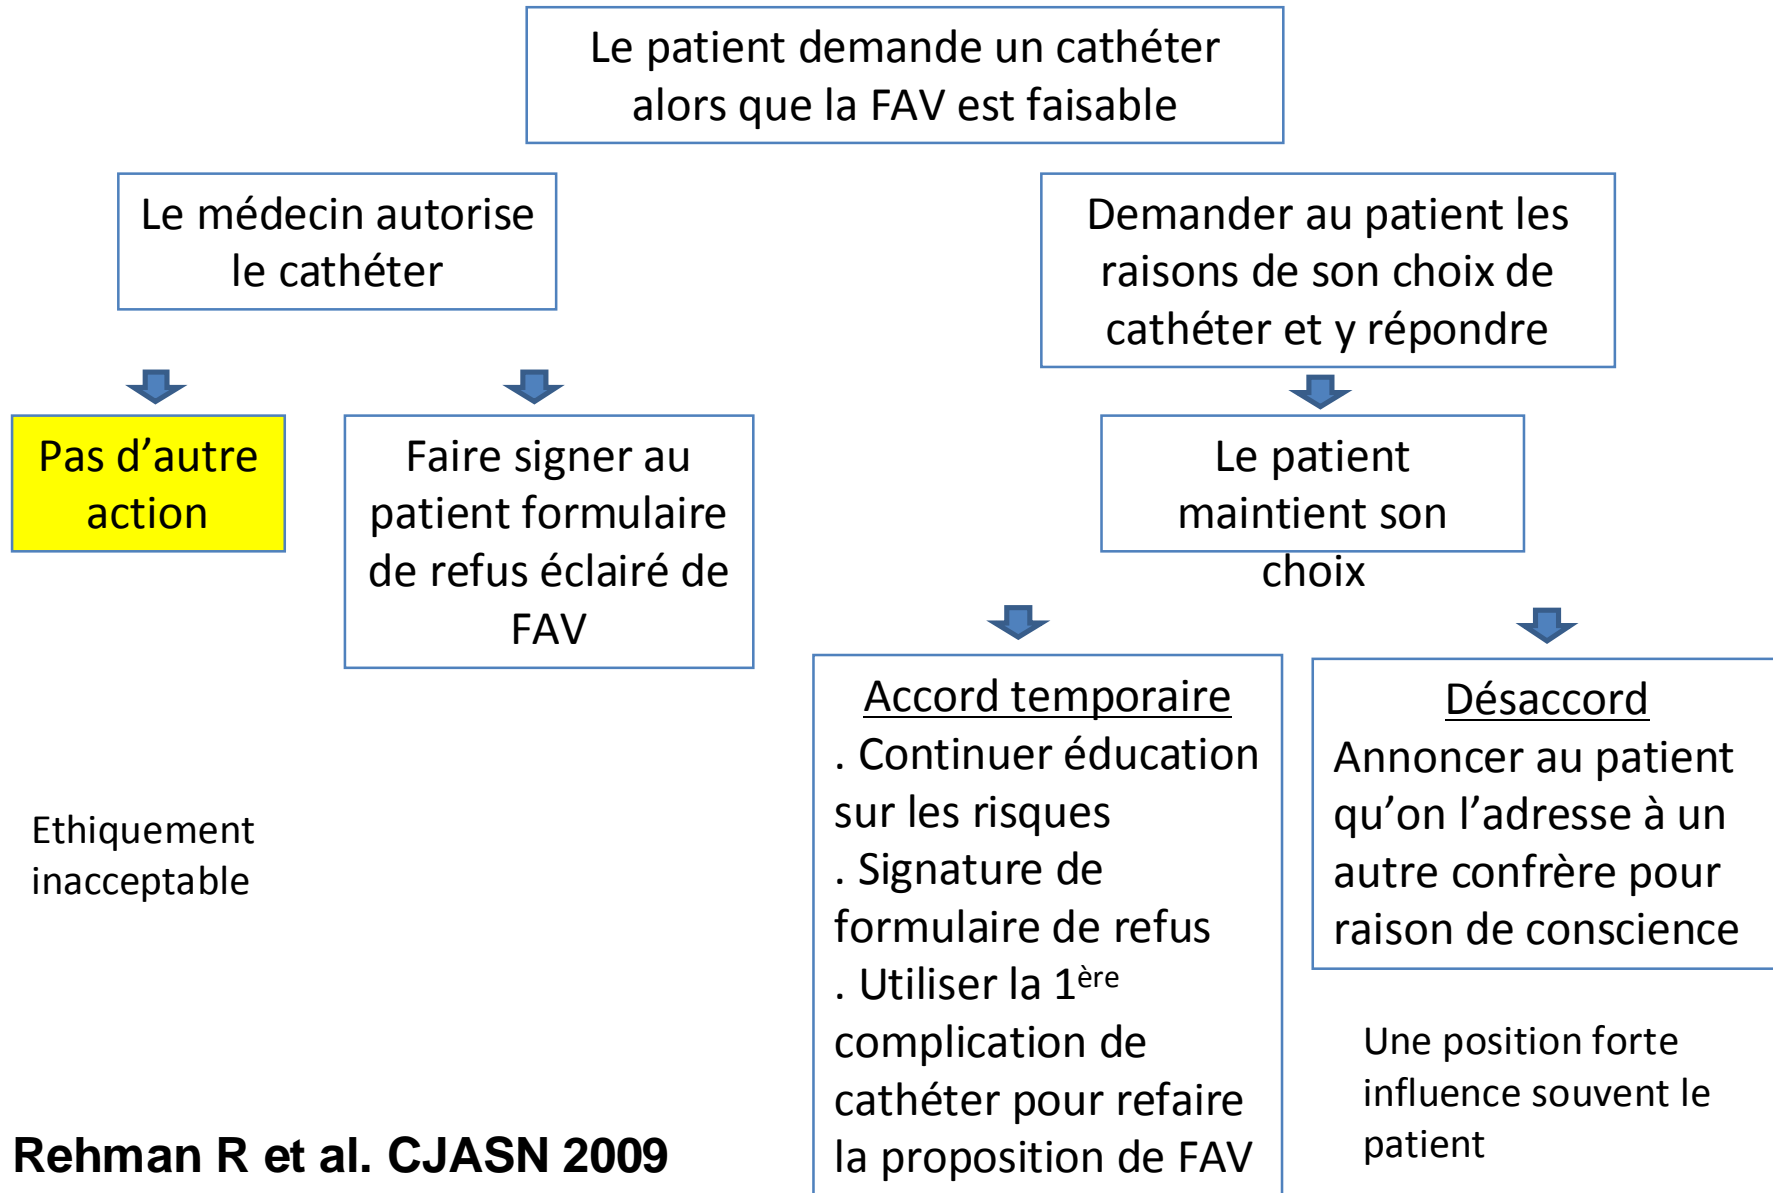 Le patient demande un cathéter
alors que la FAV est faisable
Le médecin autorise
le cathéter
Demander au patient les
raisons de son choix de
cathéter et y répondre
Pas d’autre
action
Faire signer au
patient formulaire
de refus éclairé de
FAV
Le patient
maintient son
choix
Accord temporaire
. Continuer éducation
sur les risques
. Signature de
formulaire de refus
. Utiliser la 1ère
complication de
cathéter pour refaire
la proposition de FAV
Désaccord
Annoncer au patient
qu’on l’adresse à un
autre confrère pour
raison de conscience
Ethiquement
inacceptable
Une position forte
influence souvent le
patient
Rehman R et al. CJASN 2009